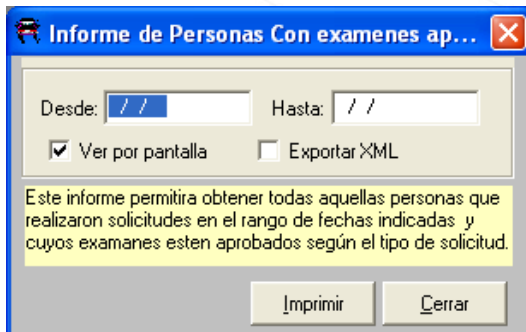 Informe de Personas Con examenes ap...
Desde: / / Hasta: / /
Ver por pantalla Exportar XML
Este informe permitira obtener todas aquellas personas que
realizaron solicitudes en el rango de fechas indicadas y
cuyos examanes esten aprobados según el tipo de solicitud.
Imprimir Cerrar